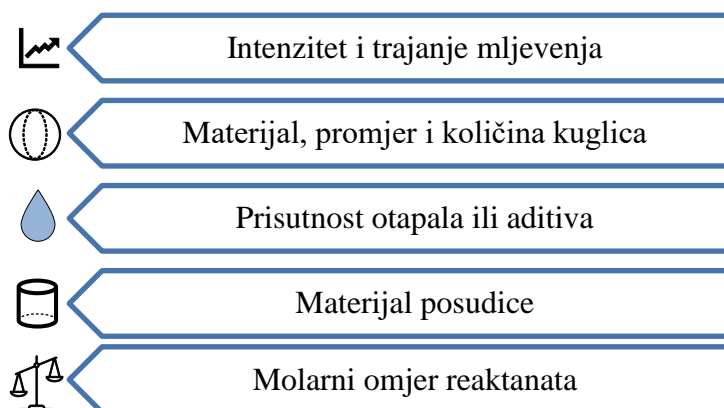 Intenzitet i trajanje mljevenja
Materijal, promjer i količina kuglica
Prisutnost otapala ili aditiva
Materijal posudice
Molarni omjer reaktanata